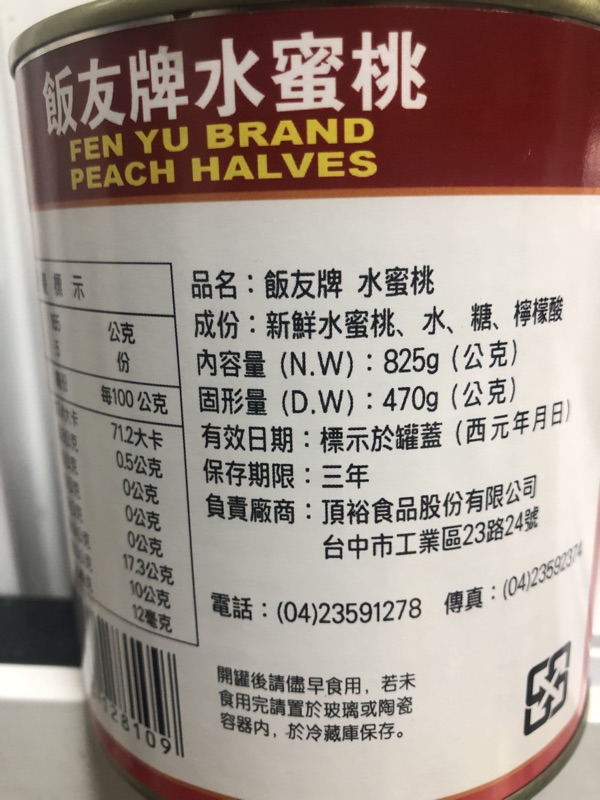 飯友牌水蜜桃
FEN YU BRAND
PEACH HALVES
標示
公克
份
每100公克
71.2大卡
0.5公克
0公克
0公克
0公克
17.3公克
10公克
12毫克
品名：飯友牌 水蜜桃
成份：新鮮水蜜桃、水、糖、檸檬酸
內容量 (N.W)：825g (公克)
固形量 (D.W)：470g (公克)
有效日期：標示於罐蓋 (西元年月日)
保存期限：三年
負責廠商：頂裕食品股份有限公司
台中市工業區23路24號
電話：(04)23591278 傳真：(04)23592374
開罐後請儘早食用，若未
食用完請置於玻璃或陶瓷
容器內，於冷藏庫保存。
128109